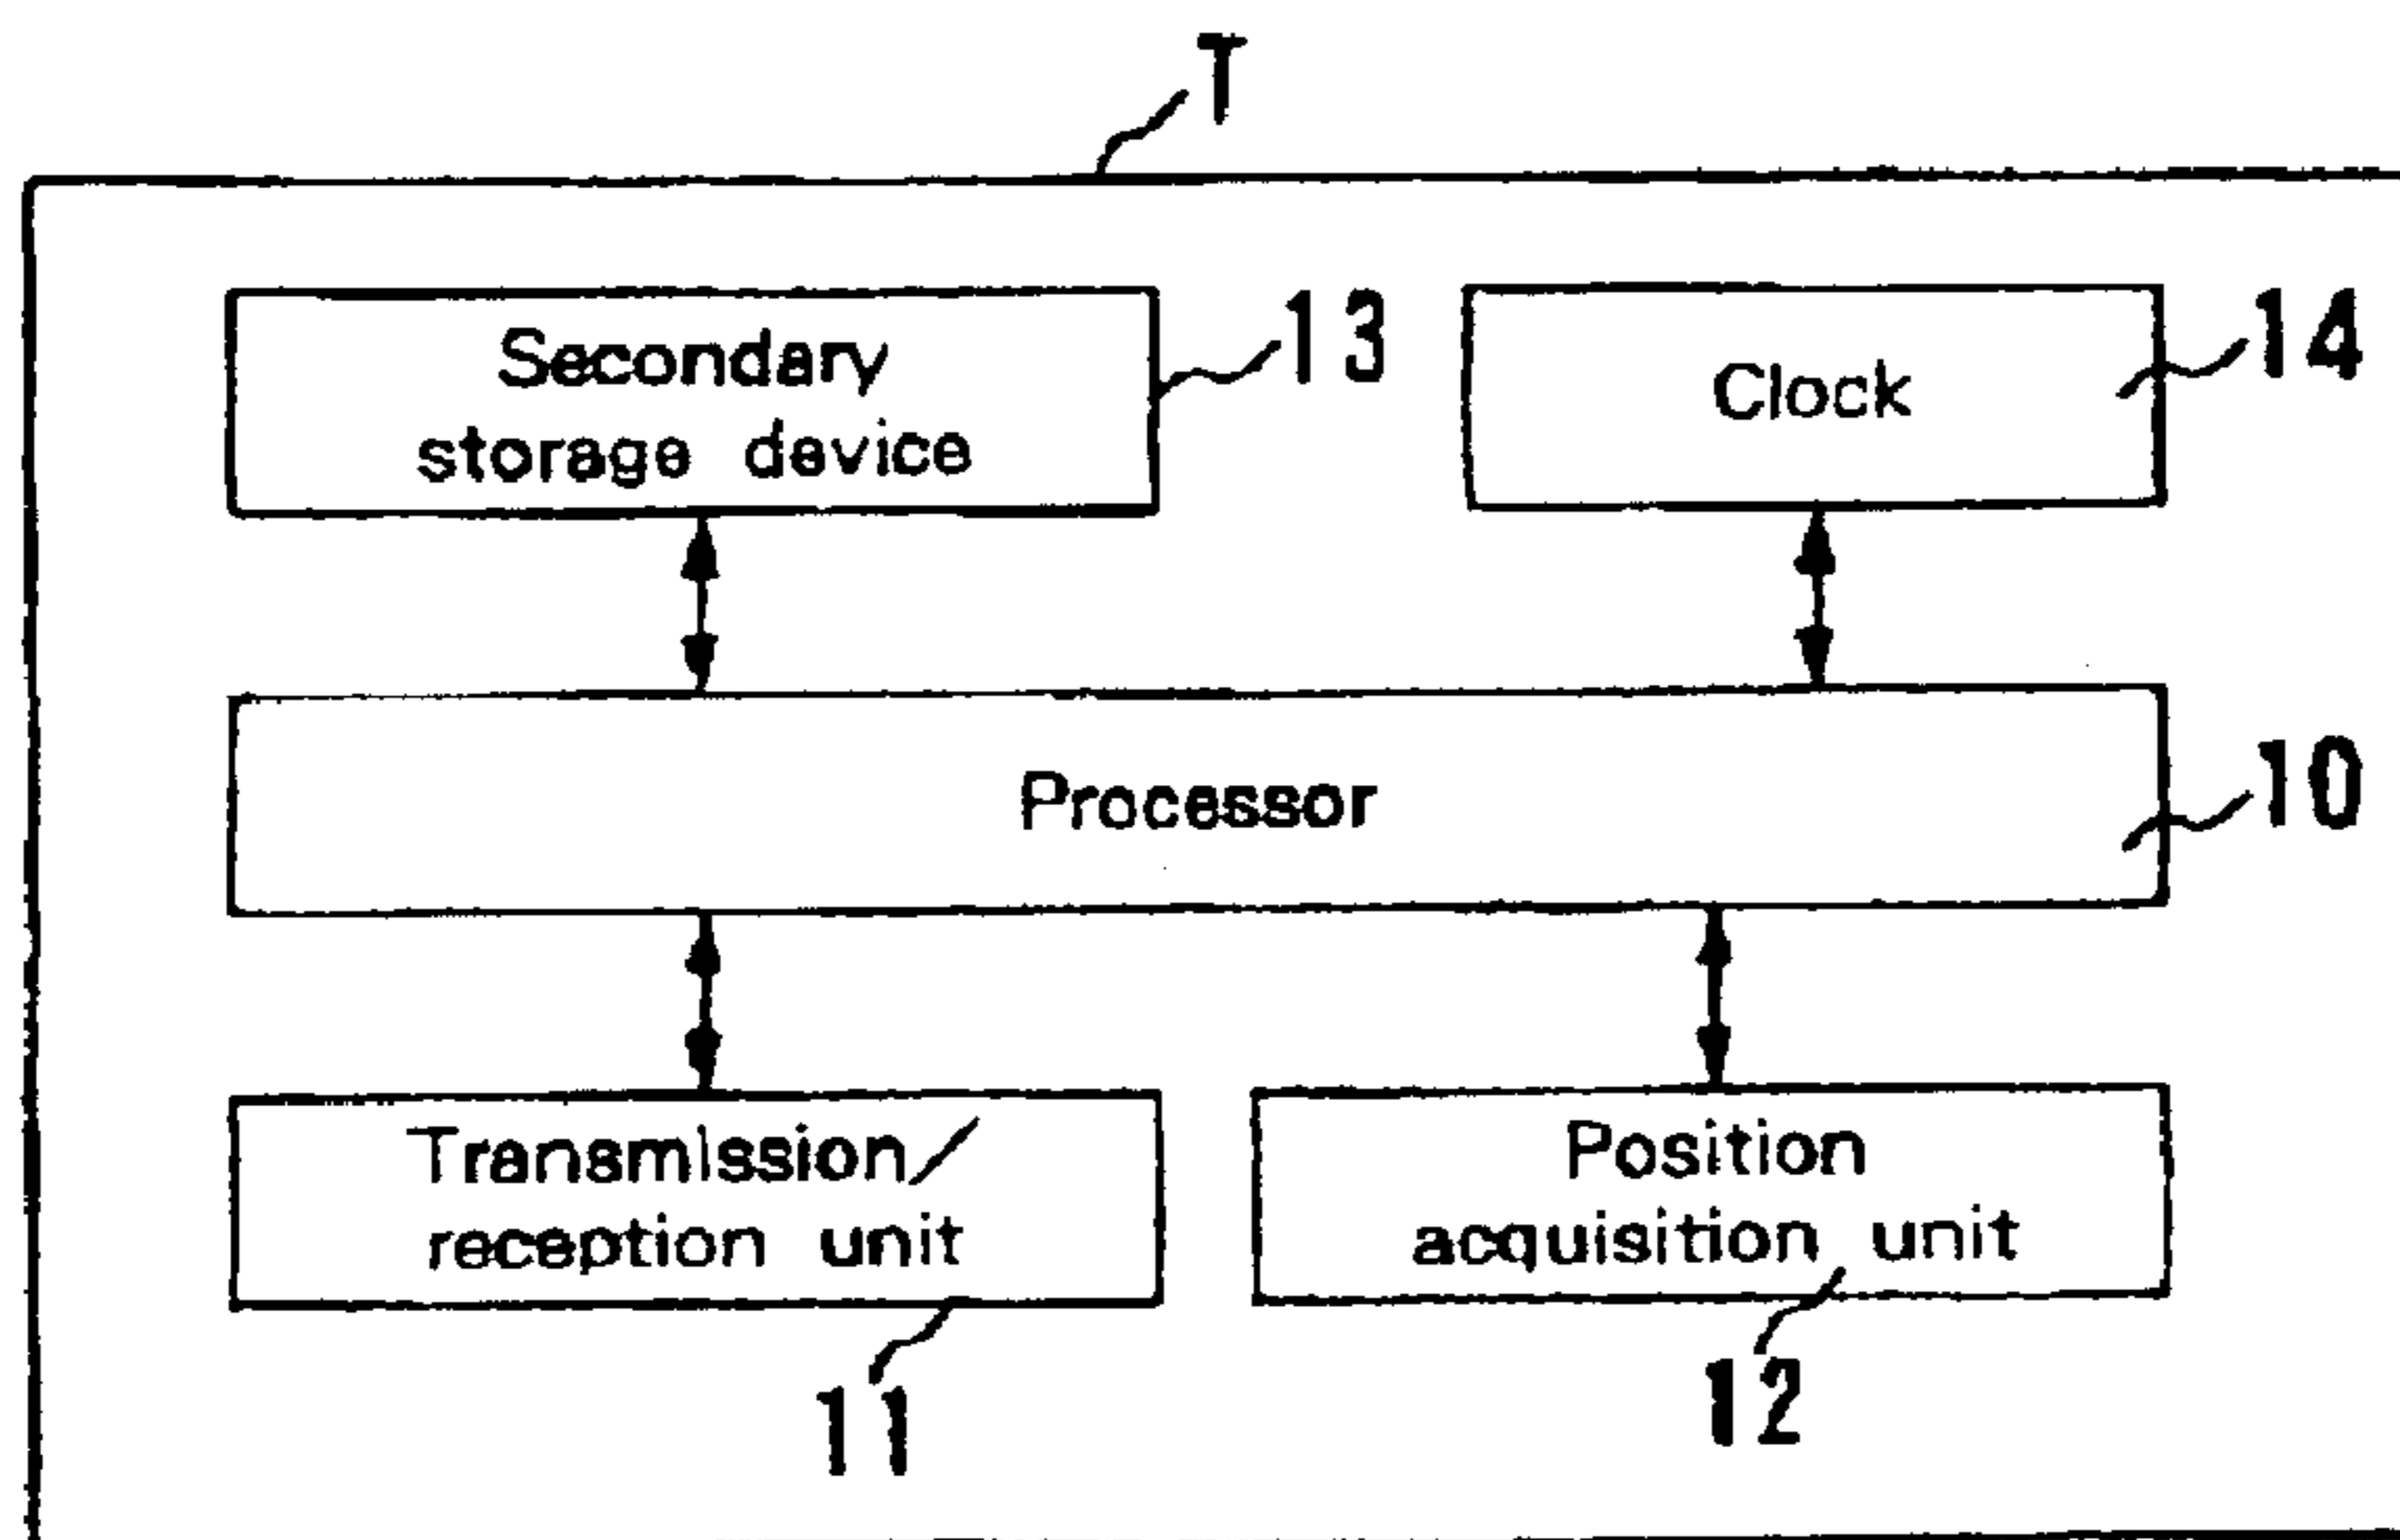 T
Secondary
storage device
13
Clock
14
Processor
10
Transmission/
reception unit
11
Position
acquisition unit
12